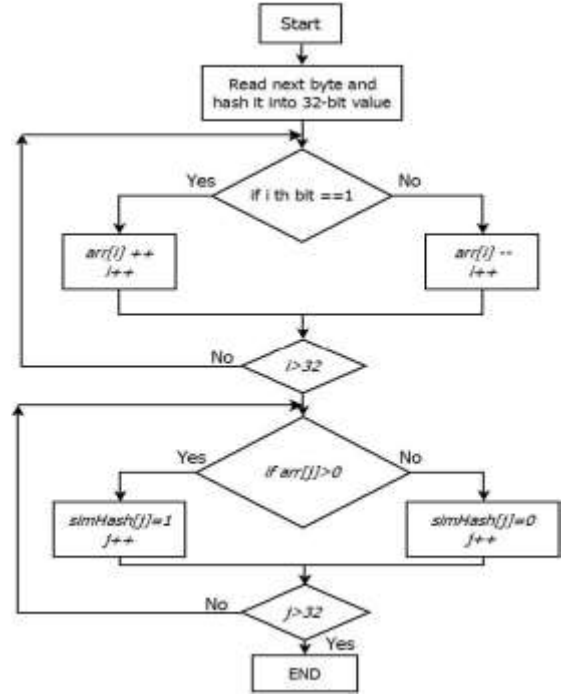 Start
Read next byte and
hash it into 32-bit value
Yes
No
if i th bit ==1
arr[i] ++
i++
arr[i] --
i++
No
i>32
Yes
No
if arr[j]>0
simHash[j]=1
j++
simHash[j]=0
j++
No
j>32
Yes
END